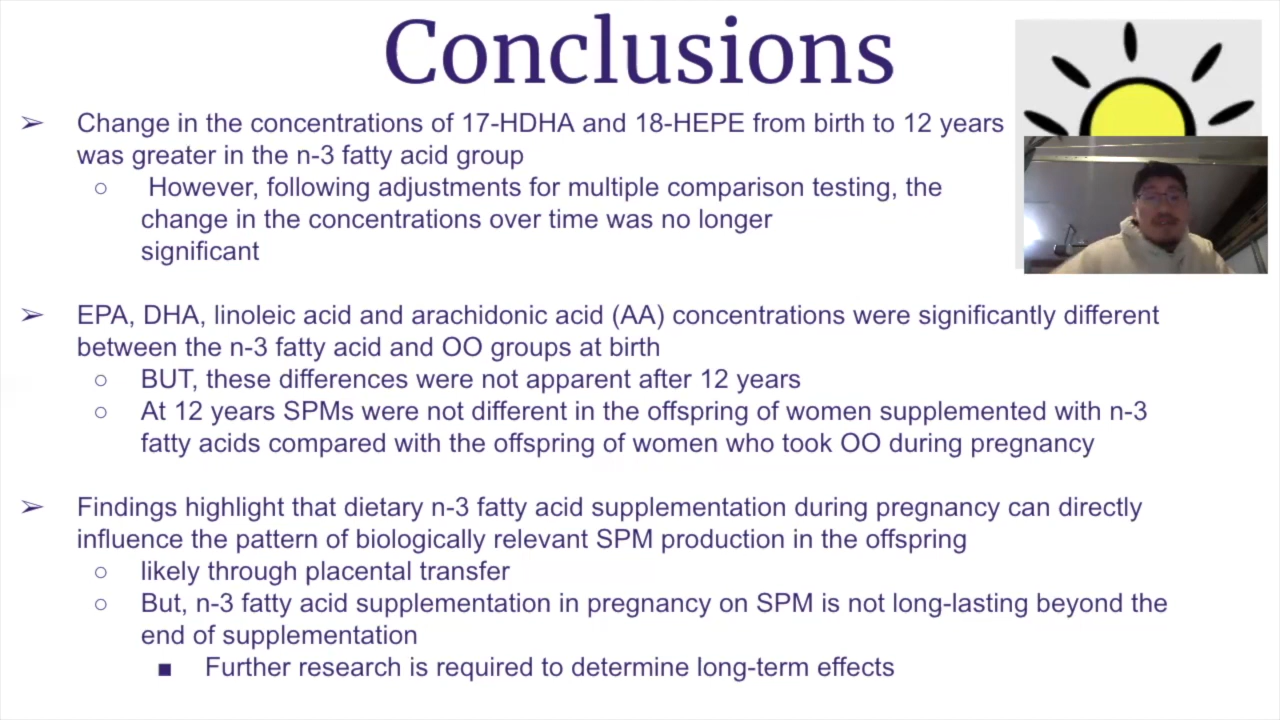 Conclusions
➢ Change in the concentrations of 17-HDHA and 18-HEPE from birth to 12 years
was greater in the n-3 fatty acid group
○ However, following adjustments for multiple comparison testing, the
change in the concentrations over time was no longer
significant
➢ EPA, DHA, linoleic acid and arachidonic acid (AA) concentrations were significantly different
between the n-3 fatty acid and OO groups at birth
○ BUT, these differences were not apparent after 12 years
○ At 12 years SPMs were not different in the offspring of women supplemented with n-3
fatty acids compared with the offspring of women who took OO during pregnancy
➢ Findings highlight that dietary n-3 fatty acid supplementation during pregnancy can directly
influence the pattern of biologically relevant SPM production in the offspring
○ likely through placental transfer
○ But, n-3 fatty acid supplementation in pregnancy on SPM is not long-lasting beyond the
end of supplementation
■ Further research is required to determine long-term effects